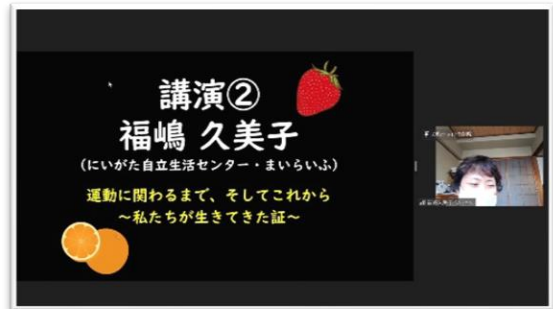 講演②
福嶋 久美子
(にいがた自立生活センター・まいらいふ)
運動に関わるまで、そしてこれから
~私たちが生きてきた証~